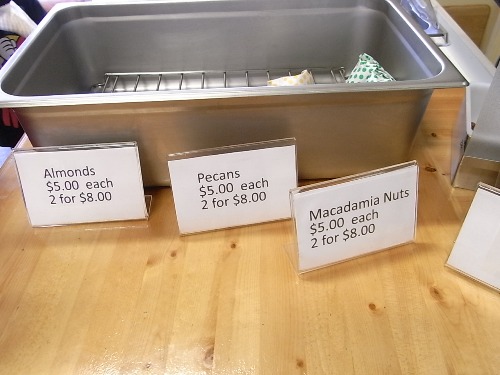 Almonds
$5.00 each
2 for $8.00
Pecans
$5.00 each
2 for $8.00
Macadamia Nuts
$5.00 each
2 for $8.00